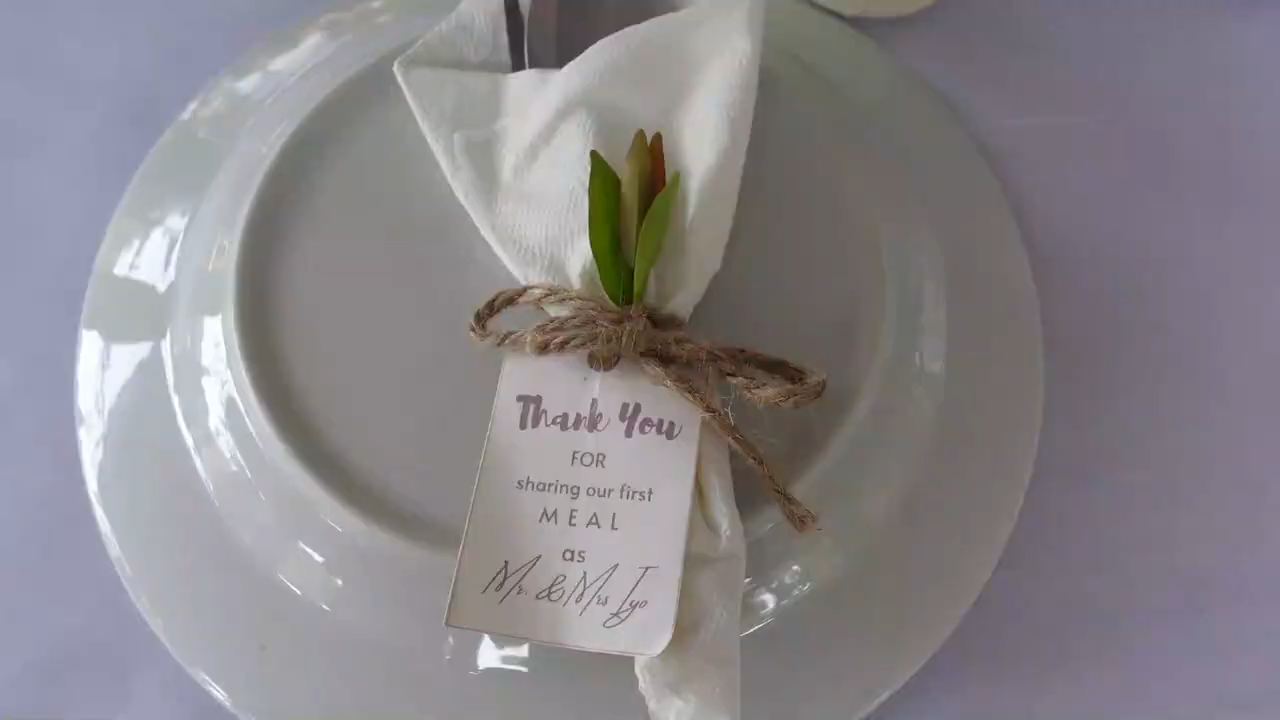 Thank You
FOR
sharing our first
MEAL
as
Mr. & Mrs Iyo